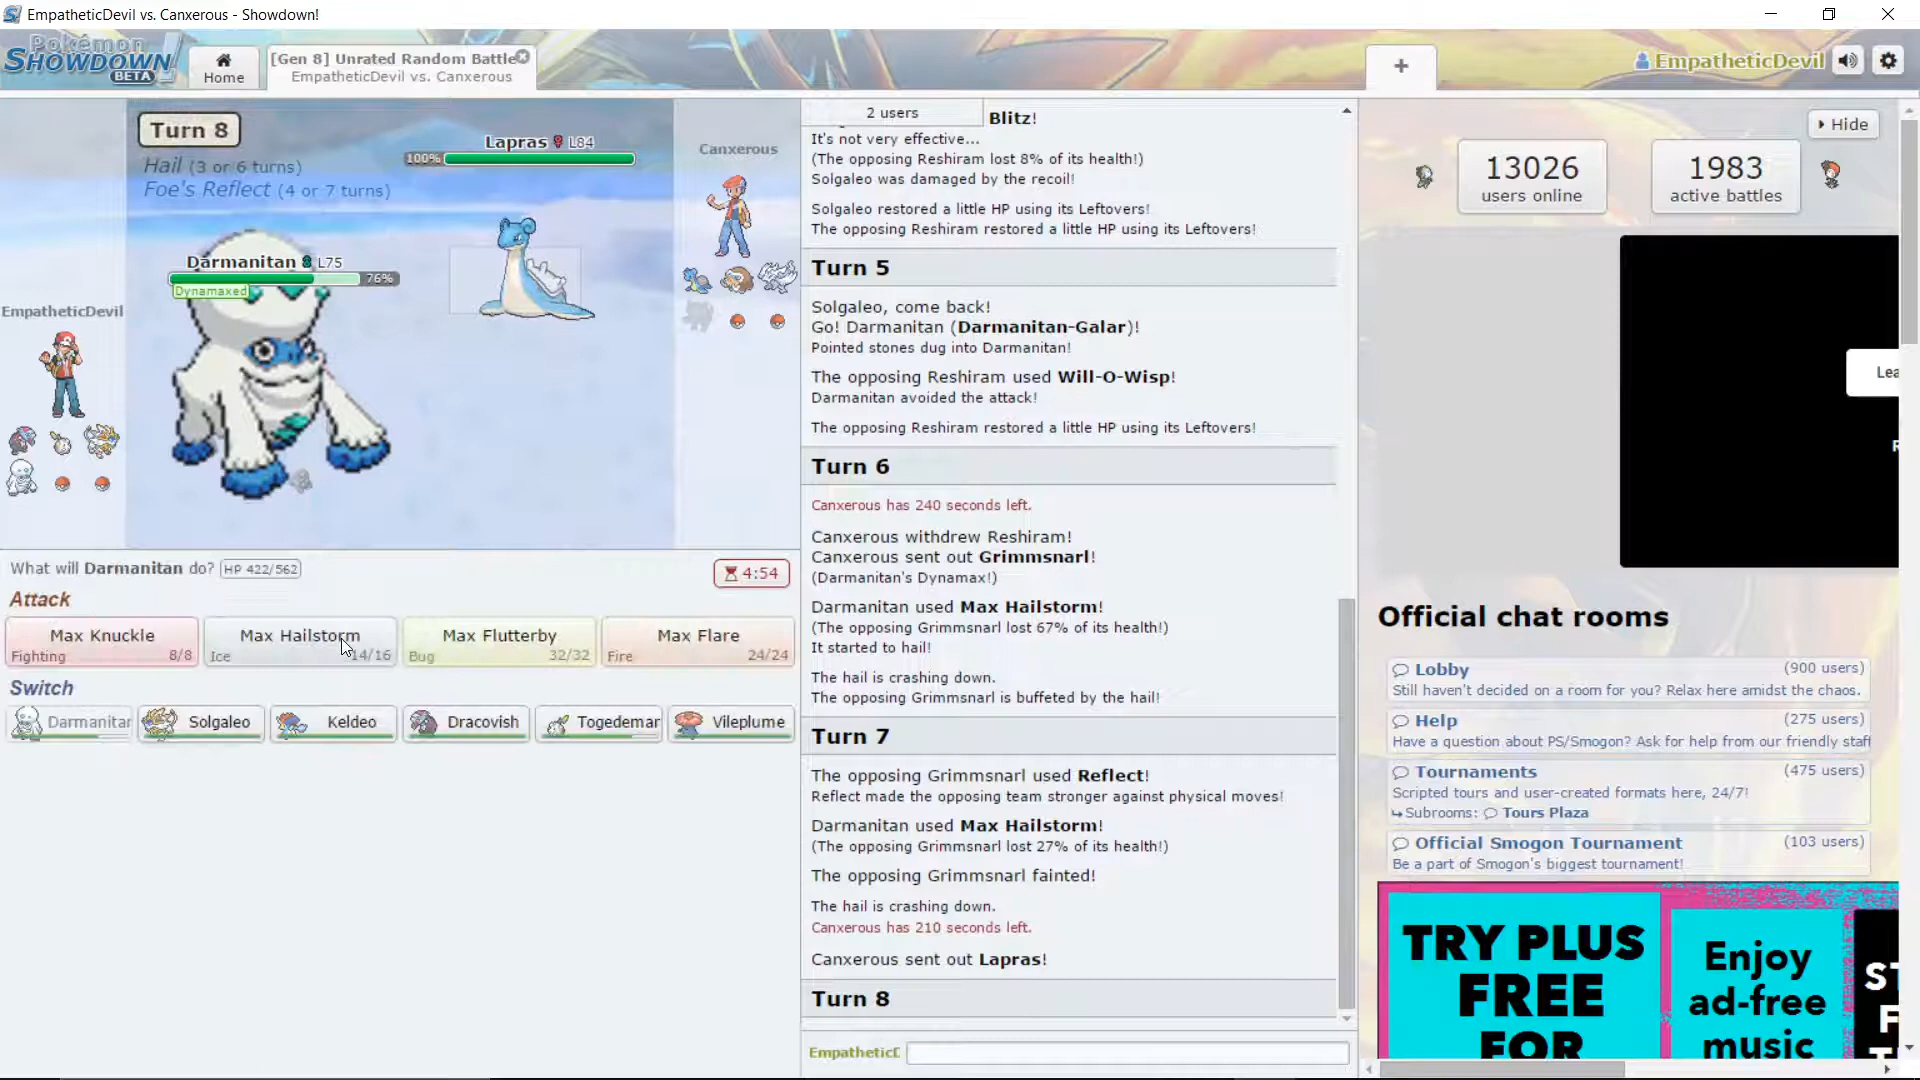 EmpatheticDevil vs. Canxerous - Showdown!
Pokémon
SHOWDOWN
BETA
Home
[Gen 8] Unrated Random Battle
EmpatheticDevil vs. Canxerous
+
EmpatheticDevil
Turn 8
Hail (3 or 6 turns)
Foe's Reflect (4 or 7 turns)
Lapras L84
100%
Darmanitan L75
76%
Dynamaxed
EmpatheticDevil
Canxerous
What will Darmanitan do? HP 422/562
4:54
Attack
Max Knuckle
Fighting 8/8
Max Hailstorm
Ice 14/16
Max Flutterby
Bug 32/32
Max Flare
Fire 24/24
Switch
Darmanitar
Solgaleo
Keldeo
Dracovish
Togedemar
Vileplume
2 users
Blitz!
It's not very effective...
(The opposing Reshiram lost 8% of its health!)
Solgaleo was damaged by the recoil!
Solgaleo restored a little HP using its Leftovers!
The opposing Reshiram restored a little HP using its Leftovers!
Turn 5
Solgaleo, come back!
Go! Darmanitan (Darmanitan-Galar)!
Pointed stones dug into Darmanitan!
The opposing Reshiram used Will-O-Wisp!
Darmanitan avoided the attack!
The opposing Reshiram restored a little HP using its Leftovers!
Turn 6
Canxerous has 240 seconds left.
Canxerous withdrew Reshiram!
Canxerous sent out Grimmsnarl!
(Darmanitan's Dynamax!)
Darmanitan used Max Hailstorm!
(The opposing Grimmsnarl lost 67% of its health!)
It started to hail!
The hail is crashing down.
The opposing Grimmsnarl is buffeted by the hail!
Turn 7
The opposing Grimmsnarl used Reflect!
Reflect made the opposing team stronger against physical moves!
Darmanitan used Max Hailstorm!
(The opposing Grimmsnarl lost 27% of its health!)
The opposing Grimmsnarl fainted!
The hail is crashing down.
Canxerous has 210 seconds left.
Canxerous sent out Lapras!
Turn 8
Hide
13026
users online
1983
active battles
Lea
Official chat rooms
Lobby (900 users)
Still haven't decided on a room for you? Relax here amidst the chaos.
Help (275 users)
Have a question about PS/Smogon? Ask for help from our friendly staff
Tournaments (475 users)
Scripted tours and user-created formats here, 24/7!
Subrooms: Tours Plaza
Official Smogon Tournament (103 users)
Be a part of Smogon's biggest tournament!
TRY PLUS
FREE
FOR
Enjoy
ad-free
music